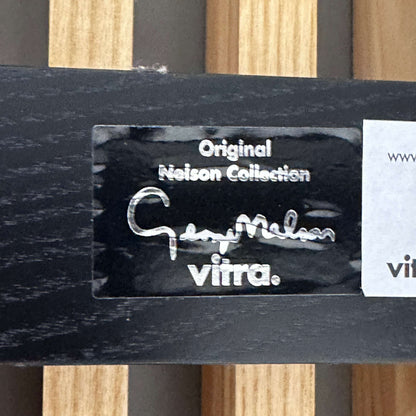 Original
Nelson Collection
George Nelson
vitra.
www.
vit